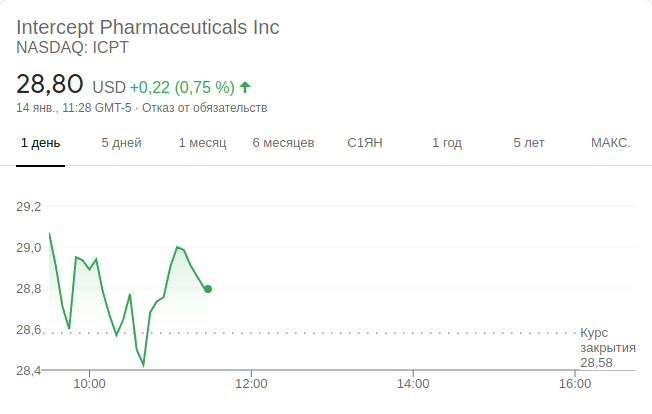 Intercept Pharmaceuticals Inc
NASDAQ: ICPT
28,80 USD +0,22 (0,75 %)
14 янв., 11:28 GMT-5 · Отказ от обязательств
1 день 5 дней 1 месяц 6 месяцев С1ЯН 1 год 5 лет МАКС.
29,2
29,0
28,8
28,6
Курс
закрытия
28,58
28,4
10:00 12:00 14:00 16:00